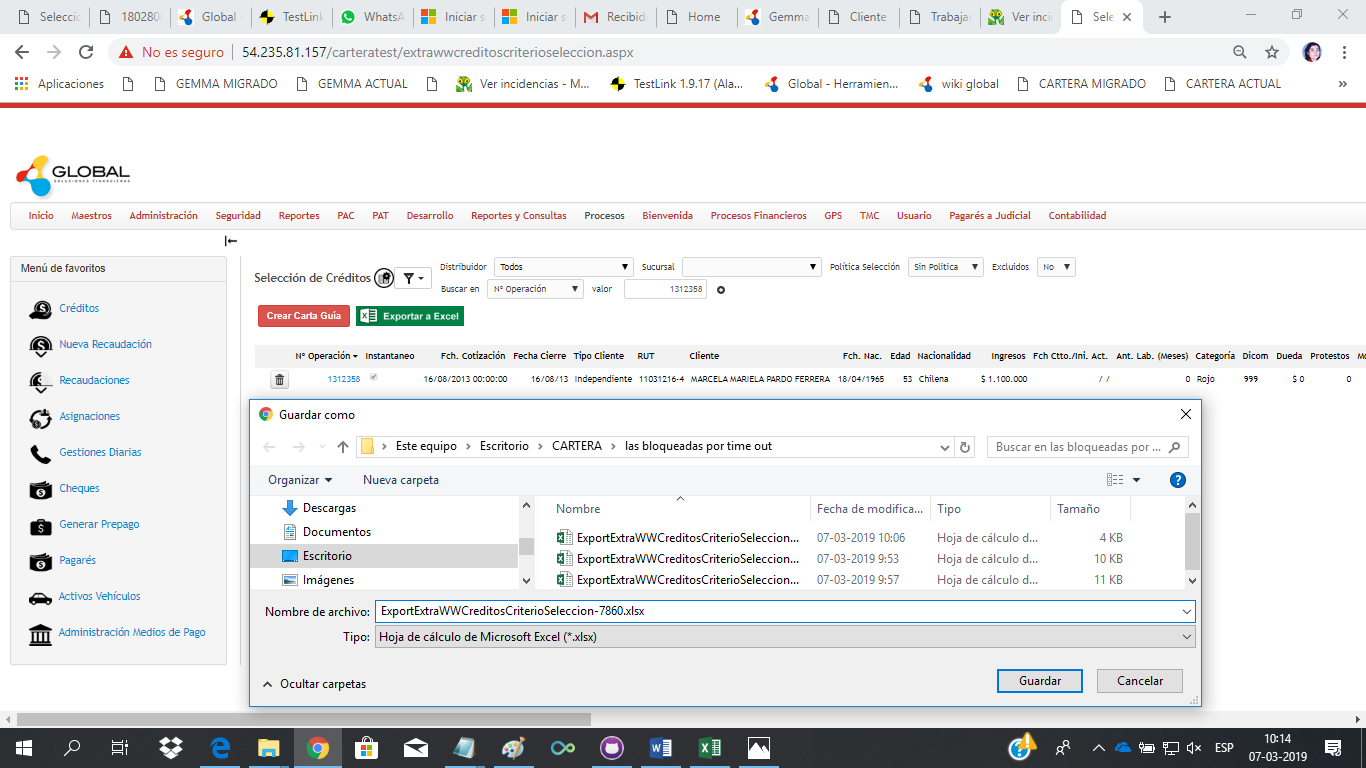 Selecció
180280
Global -
TestLink
WhatsA
Iniciar s
Iniciar s
Recibid
Home
Gemma
Cliente
Trabajar
Ver inci
Sele
No es seguro | 54.235.81.157/carteratest/extrawwcreditoscriterioseleccion.aspx
Aplicaciones
GEMMA MIGRADO
GEMMA ACTUAL
Ver incidencias - M...
TestLink 1.9.17 (Ala...
Global - Herramien...
wiki global
CARTERA MIGRADO
CARTERA ACTUAL
»
GLOBAL
SOLUCIONES FINANCIERAS
Inicio Maestros Administración Seguridad Reportes PAC PAT Desarrollo Reportes y Consultas Procesos Bienvenida Procesos Financieros GPS TMC Usuario Pagarés a Judicial Contabilidad
Menú de favoritos
Créditos
Nueva Recaudación
Recaudaciones
Asignaciones
Gestiones Diarias
Cheques
Generar Prepago
Pagarés
Activos Vehículos
Administración Medios de Pago
Selección de Créditos
Distribuidor Todos Sucursal Política Selección Sin Politica Excluidos No
Buscar en Nº Operación valor 1312358
Crear Carta Guía Exportar a Excel
Nº Operación Instantaneo Fch. Cotización Fecha Cierre Tipo Cliente RUT Cliente Fch. Nac. Edad Nacionalidad Ingresos Fch Ctto./Ini. Act. Ant. Lab. (Meses) Categoría Dicom Dueda Protestos Mo
1312358 16/08/2013 00:00:00 16/08/13 Independiente 11031216-4 MARCELA MARIELA PARDO FERRERA 18/04/1965 53 Chilena $ 1.100.000 / / 0 Rojo 999 $ 0 0
Guardar como
Este equipo > Escritorio > CARTERA > las bloqueadas por time out
Buscar en las bloqueadas por ...
Organizar Nueva carpeta
Descargas
Documentos
Escritorio
Imágenes
Nombre Fecha de modifica... Tipo Tamaño
ExportExtraWWCreditosCriterioSeleccion... 07-03-2019 10:06 Hoja de cálculo d... 4 KB
ExportExtraWWCreditosCriterioSeleccion... 07-03-2019 9:53 Hoja de cálculo d... 10 KB
ExportExtraWWCreditosCriterioSeleccion... 07-03-2019 9:57 Hoja de cálculo d... 11 KB
Nombre de archivo: ExportExtraWWCreditosCriterioSeleccion-7860.xlsx
Tipo: Hoja de cálculo de Microsoft Excel (*.xlsx)
Ocultar carpetas
Guardar
Cancelar
ESP
10:14
07-03-2019